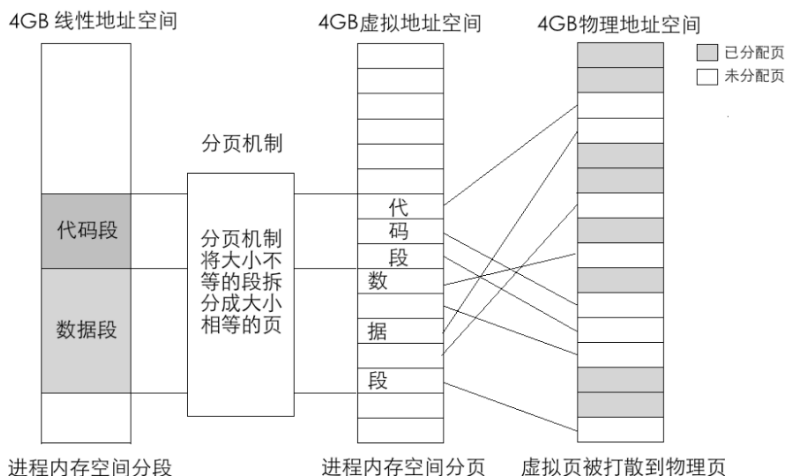 4GB 线性地址空间
4GB虚拟地址空间
4GB物理地址空间
已分配页
未分配页
分页机制
代码段
数据段
分页机制
将大小不
等的段拆
分成大小
相等的页
代
码
段
数
据
段
进程内存空间分段
进程内存空间分页
虚拟页被打散到物理页